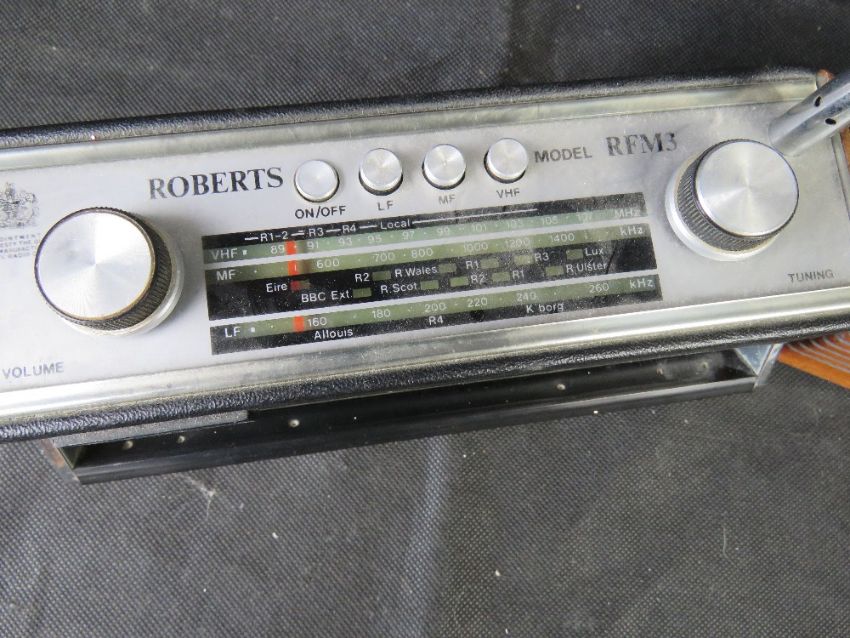 ROBERTS
MODEL RFM3
ON/OFF LF MF VHF
R1-2 R3 R4 Local
VHF 89 91 93 95 97 99 101 103 MHz
MF 600 700 800 1000 1200 1400 kHz
R2 R.Wales R1 R3 Lux
Eire BBC Ext. R.Scot R2 R1 R.Ulster
LF 160 180 200 220 240 260 kHz
Allouis R4 K borg
VOLUME
TUNING